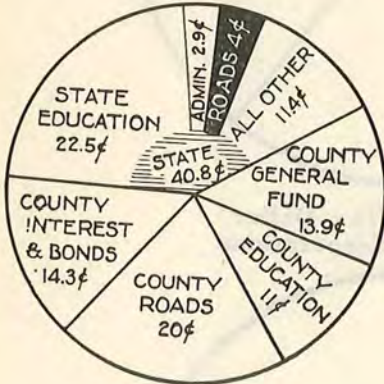 ADMIN. 2.9¢
ROADS 4¢
ALL OTHER
11.4¢
STATE
EDUCATION
22.5¢
STATE
40.8¢
COUNTY
GENERAL
FUND
13.9¢
COUNTY
INTEREST
& BONDS
14.3¢
COUNTY
EDUCATION
11¢
COUNTY
ROADS
20¢